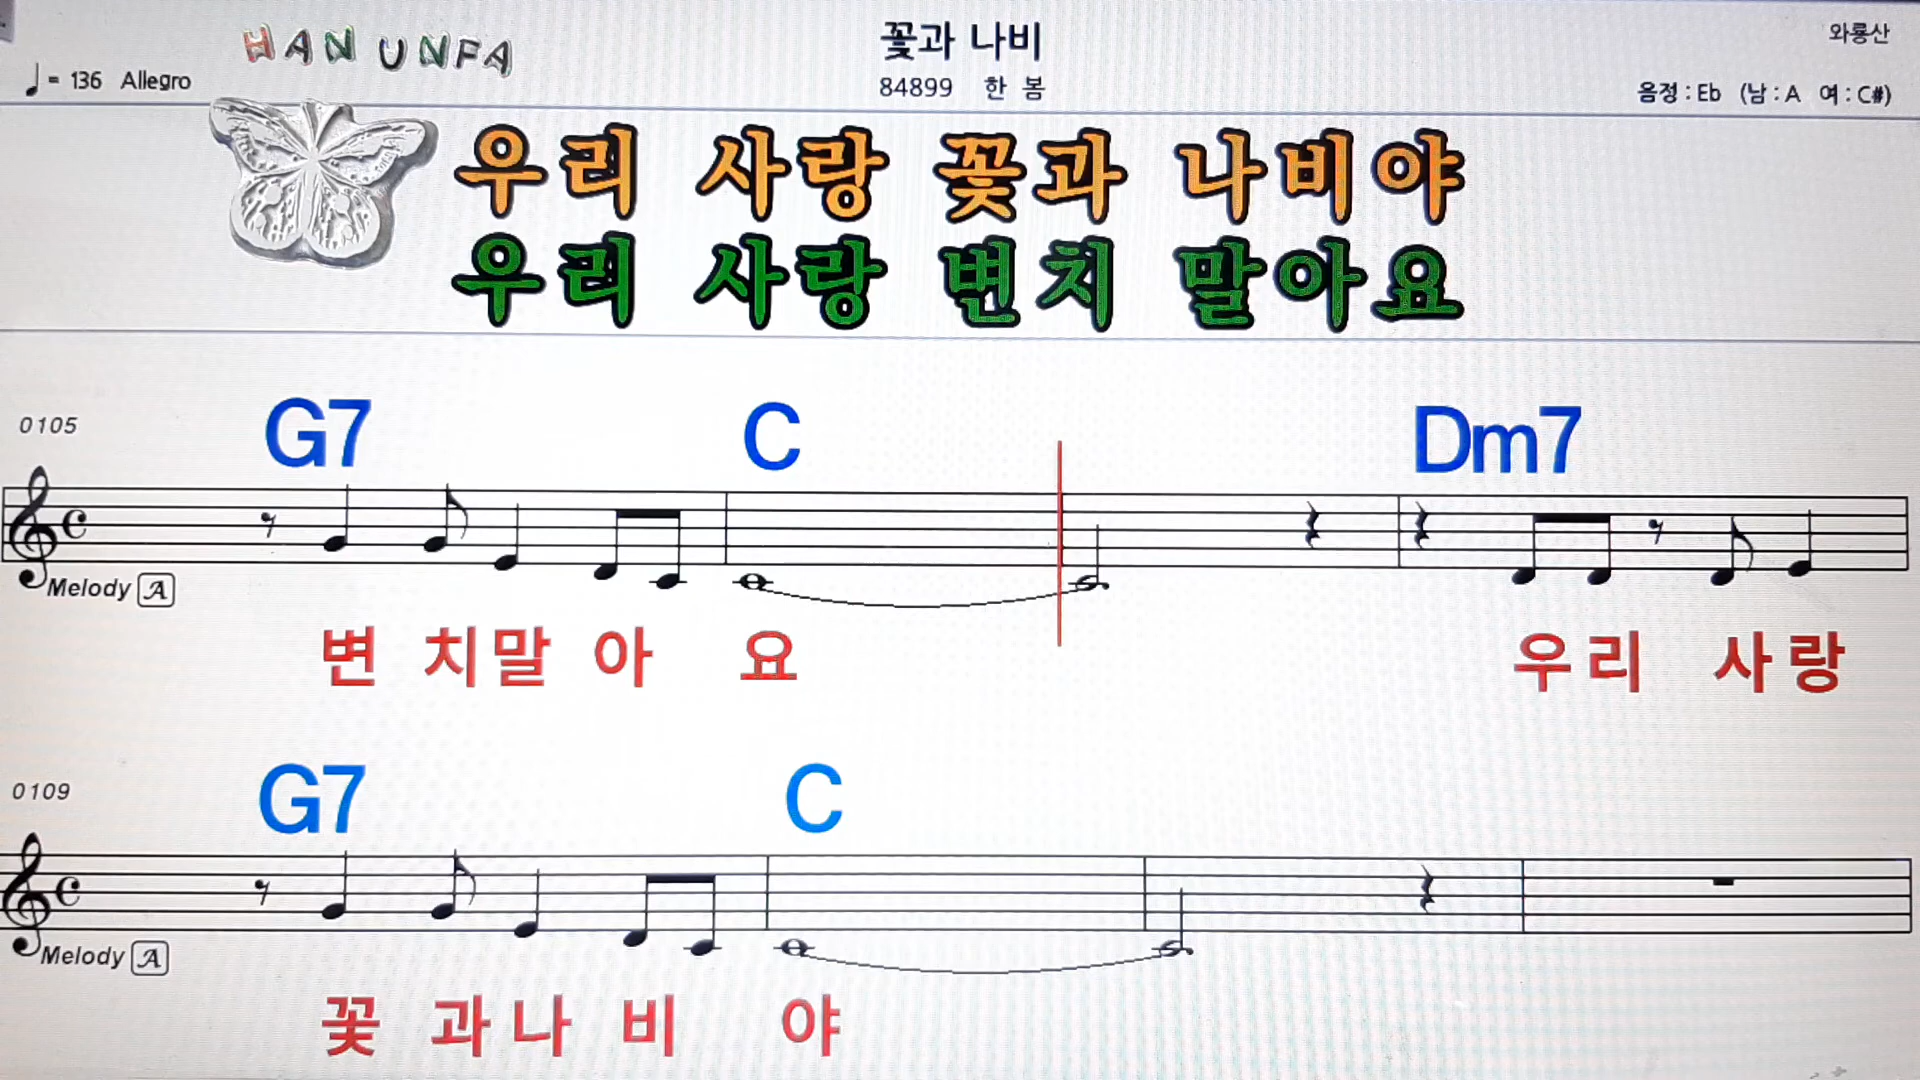 HAN UNFA
꽃과 나비
와룡산
♩= 136 Allegro
84899 한 봄
음정 : Eb (남 : A 여 : C#)
우리 사랑 꽃과 나비야
우리 사랑 변치 말아요
0105 G7 C Dm7
Melody A
변 치말 아 요 우리 사랑
0109 G7 C
Melody A
꽃 과나 비 야